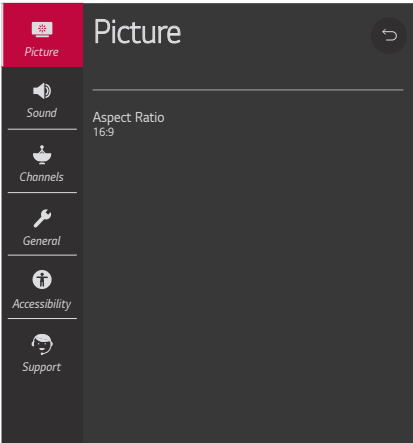 Picture
Picture
Sound
Aspect Ratio
16:9
Channels
General
Accessibility
Support